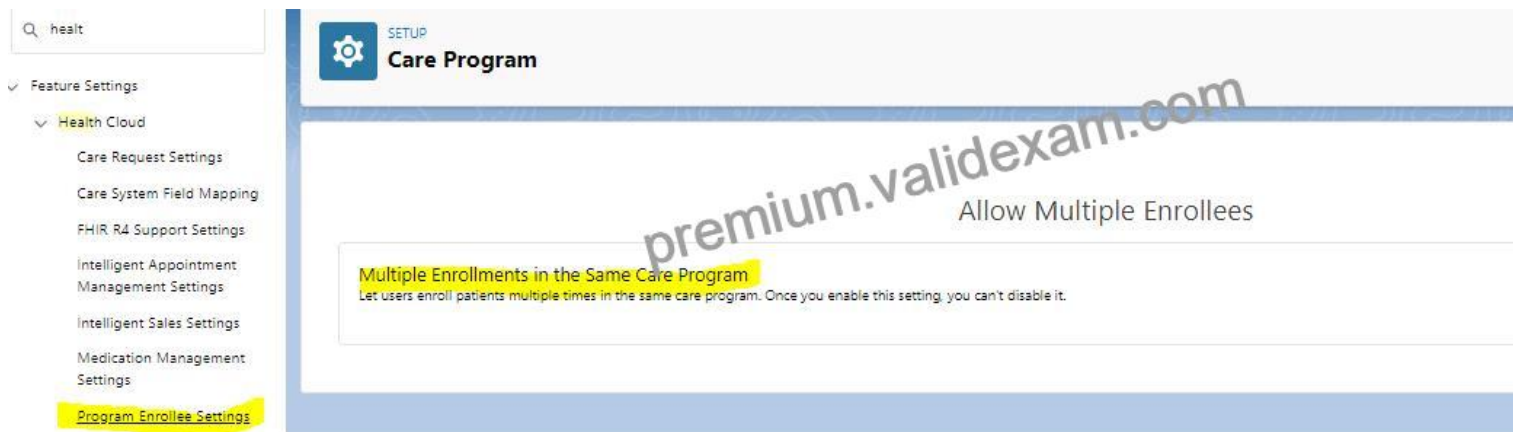 healt
Feature Settings
Health Cloud
Care Request Settings
Care System Field Mapping
FHIR R4 Support Settings
Intelligent Appointment
Management Settings
Intelligent Sales Settings
Medication Management
Settings
Program Enrollee Settings
SETUP
Care Program
premium.validexam.com
Allow Multiple Enrollees
Multiple Enrollments in the Same Care Program
Let users enroll patients multiple times in the same care program. Once you enable this setting, you can't disable it.